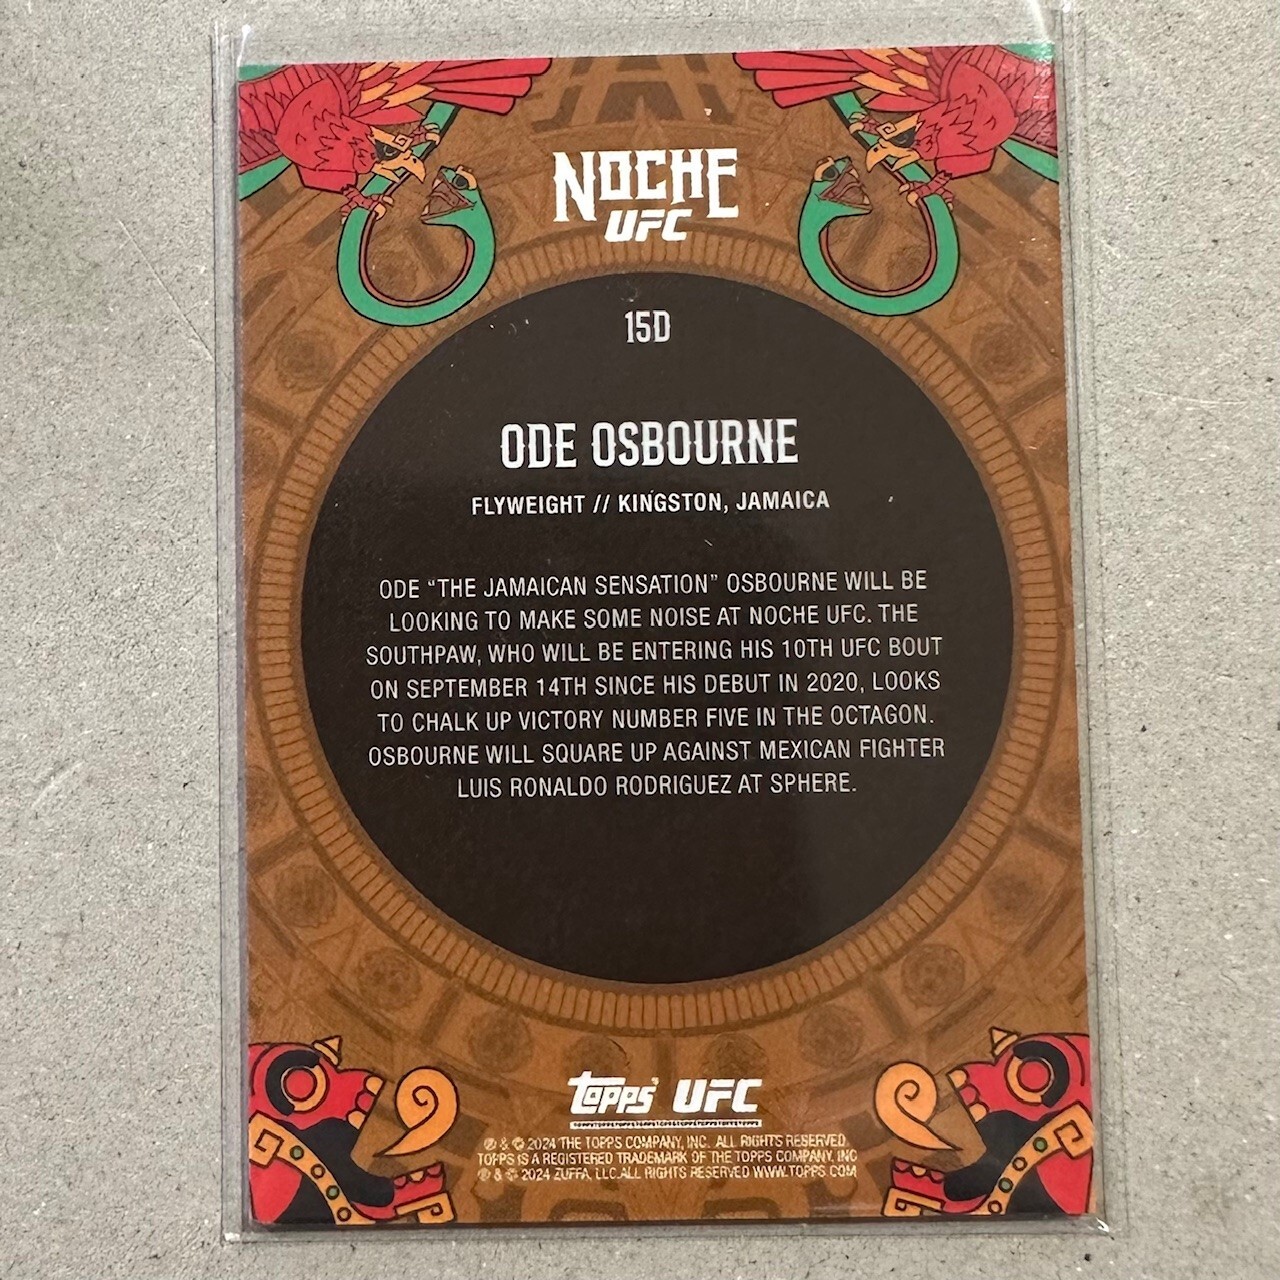 NOCHE
UFC
15D
ODE OSBOURNE
FLYWEIGHT // KINGSTON, JAMAICA
ODE "THE JAMAICAN SENSATION" OSBOURNE WILL BE
LOOKING TO MAKE SOME NOISE AT NOCHE UFC. THE
SOUTHPAW, WHO WILL BE ENTERING HIS 10TH UFC BOUT
ON SEPTEMBER 14TH SINCE HIS DEBUT IN 2020, LOOKS
TO CHALK UP VICTORY NUMBER FIVE IN THE OCTAGON.
OSBOURNE WILL SQUARE UP AGAINST MEXICAN FIGHTER
LUIS RONALDO RODRIGUEZ AT SPHERE.
TOPPS UFC
℗ & © 2024 THE TOPPS COMPANY, INC. ALL RIGHTS RESERVED.
TOPPS IS A REGISTERED TRADEMARK OF THE TOPPS COMPANY, INC
℗ & © 2024 ZUFFA, LLC. ALL RIGHTS RESERVED WWW.TOPPS.COM